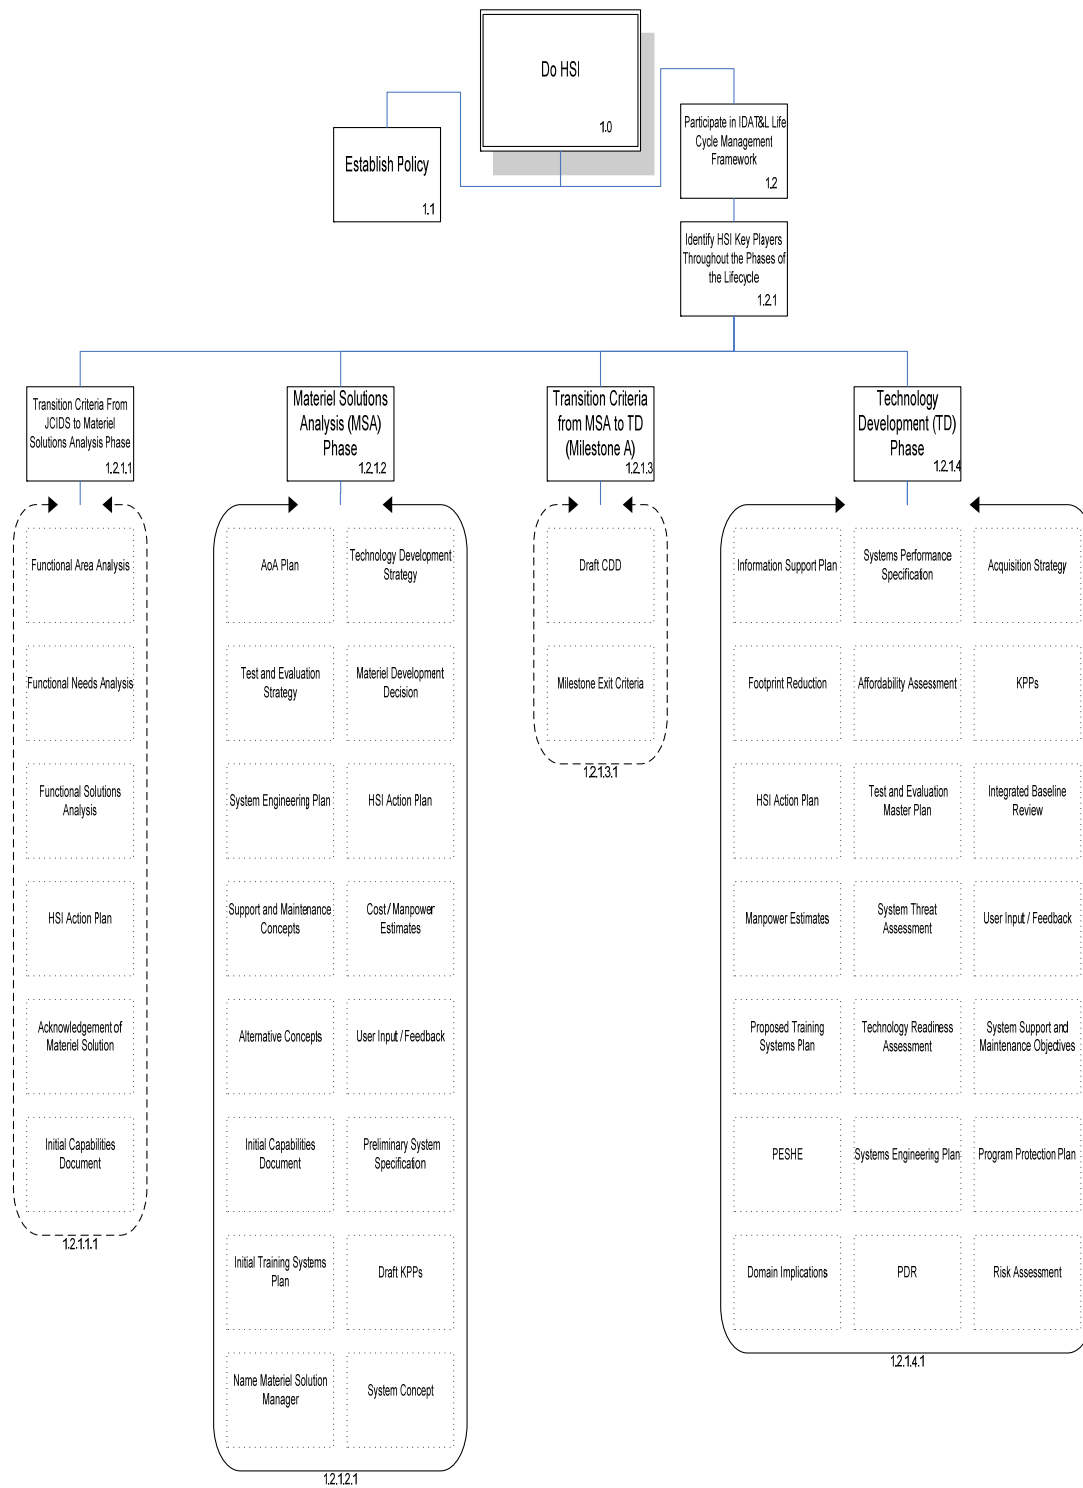 Do HSI
1.0
Establish Policy
1.1
Participate in IDAT&L Life
Cycle Management
Framework
1.2
Identify HSI Key Players
Throughout the Phases of
the Lifecycle
1.2.1
Transition Criteria From
JCIDS to Materiel
Solutions Analysis Phase
1.2.1.1
Materiel Solutions
Analysis (MSA)
Phase
1.2.1.2
Transition Criteria
from MSA to TD
(Milestone A)
1.2.1.3
Technology
Development (TD)
Phase
1.2.1.4
Functional Area Analysis
Functional Needs Analysis
Functional Solutions
Analysis
HSI Action Plan
Acknowledgement of
Materiel Solution
Initial Capabilities
Document
1.2.1.1.1
AoA Plan
Technology Development
Strategy
Test and Evaluation
Strategy
Materiel Development
Decision
System Engineering Plan
HSI Action Plan
Support and Maintenance
Concepts
Cost / Manpower
Estimates
Alternative Concepts
User Input / Feedback
Initial Capabilities
Document
Preliminary System
Specification
Initial Training Systems
Plan
Draft KPPs
Name Materiel Solution
Manager
System Concept
1.2.1.2.1
Draft CDD
Milestone Exit Criteria
1.2.1.3.1
Information Support Plan
Systems Performance
Specification
Acquisition Strategy
Footprint Reduction
Affordability Assessment
KPPs
HSI Action Plan
Test and Evaluation
Master Plan
Integrated Baseline
Review
Manpower Estimates
System Threat
Assessment
User Input / Feedback
Proposed Training
Systems Plan
Technology Readiness
Assessment
System Support and
Maintenance Objectives
PESHE
Systems Engineering Plan
Program Protection Plan
Domain Implications
PDR
Risk Assessment
1.2.1.4.1